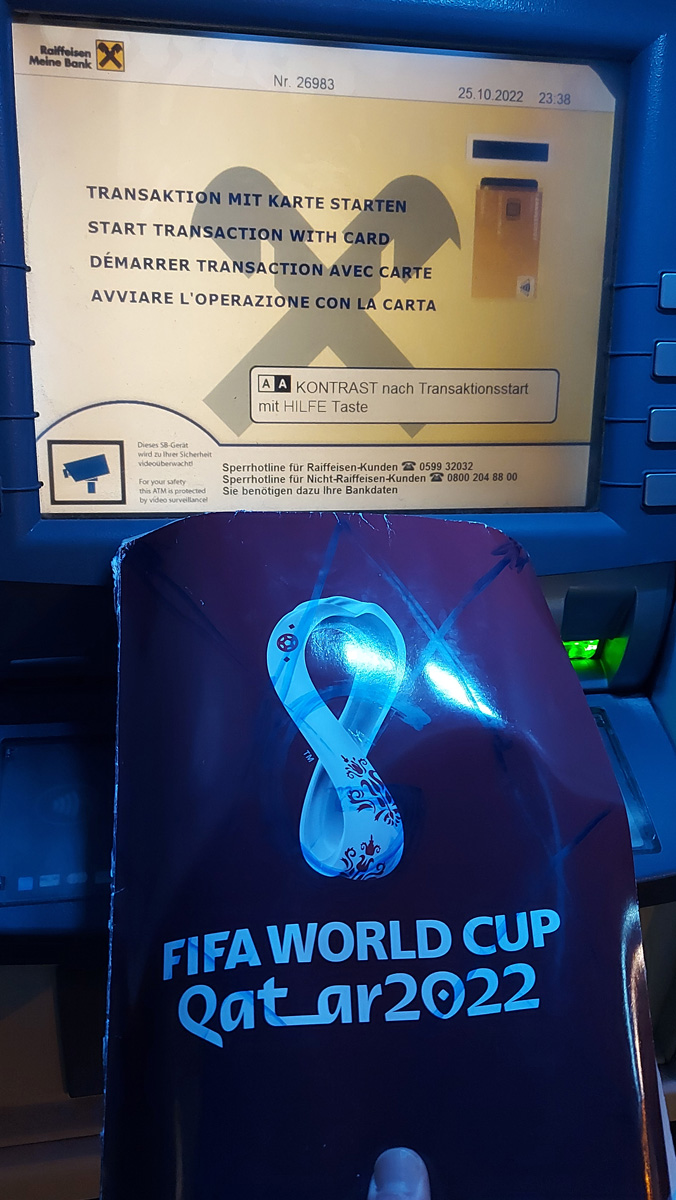 Raiffeisen
Meine Bank
Nr. 26983
25.10.2022 23:38
TRANSAKTION MIT KARTE STARTEN
START TRANSACTION WITH CARD
DÉMARRER TRANSACTION AVEC CARTE
AVVIARE L'OPERAZIONE CON LA CARTA
A A KONTRAST nach Transaktionsstart
mit HILFE Taste
Dieses SB-Gerät
wird zu Ihrer Sicherheit
videoüberwacht!
For your safety
this ATM is protected
by video surveillance!
Sperrhotline für Raiffeisen-Kunden ☎ 0599 32032
Sperrhotline für Nicht-Raiffeisen-Kunden ☎ 0800 204 88 00
Sie benötigen dazu Ihre Bankdaten
TM
FIFA WORLD CUP
Qatar2022